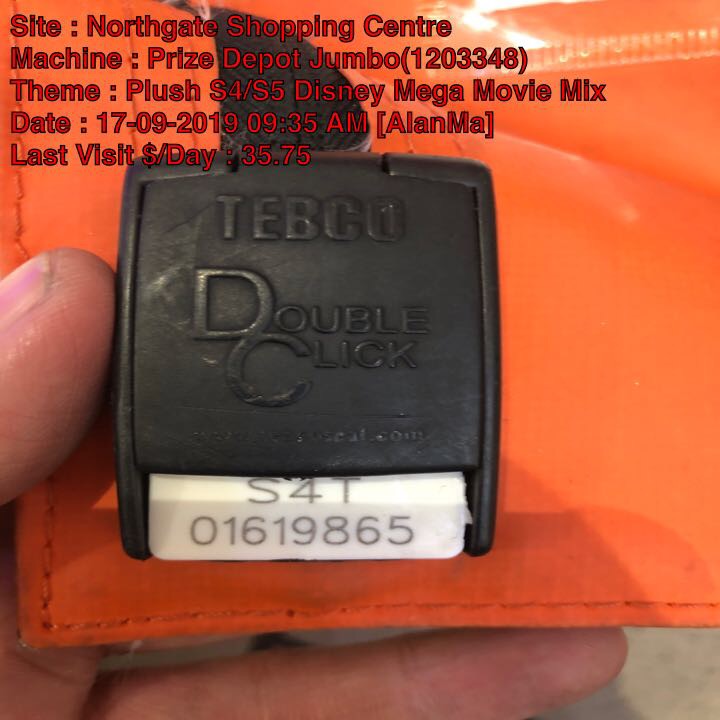 Site : Northgate Shopping Centre
Machine : Prize Depot Jumbo(1203348)
Theme : Plush S4/S5 Disney Mega Movie Mix
Date : 17-09-2019 09:35 AM [AlanMa]
Last Visit $/Day : 35.75
TEBCO
DOUBLE
CLICK
S4T
01619865